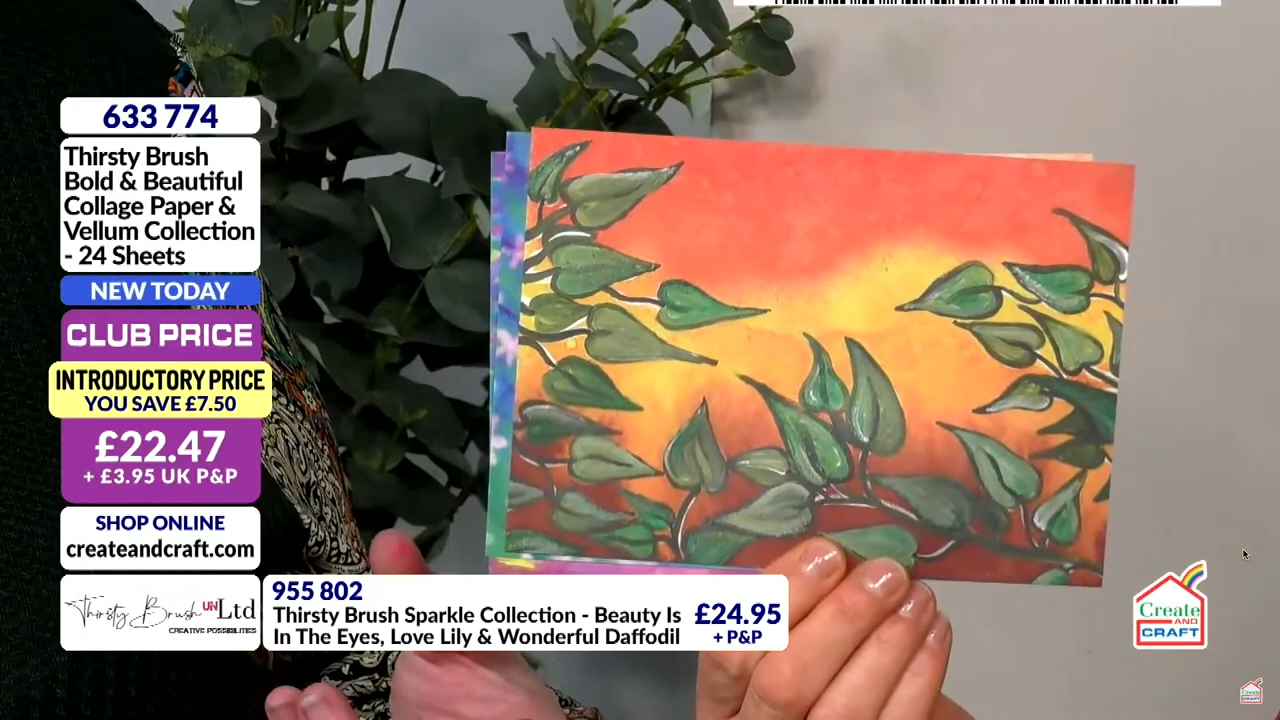 633 774
Thirsty Brush
Bold & Beautiful
Collage Paper &
Vellum Collection
- 24 Sheets
NEW TODAY
CLUB PRICE
INTRODUCTORY PRICE
YOU SAVE £7.50
£22.47
+ £3.95 UK P&P
SHOP ONLINE
createandcraft.com
Thirsty Brush UN Ltd
CREATIVE POSSIBILITIES
955 802
Thirsty Brush Sparkle Collection - Beauty Is
In The Eyes, Love Lily & Wonderful Daffodil
£24.95
+ P&P
Create
AND
CRAFT